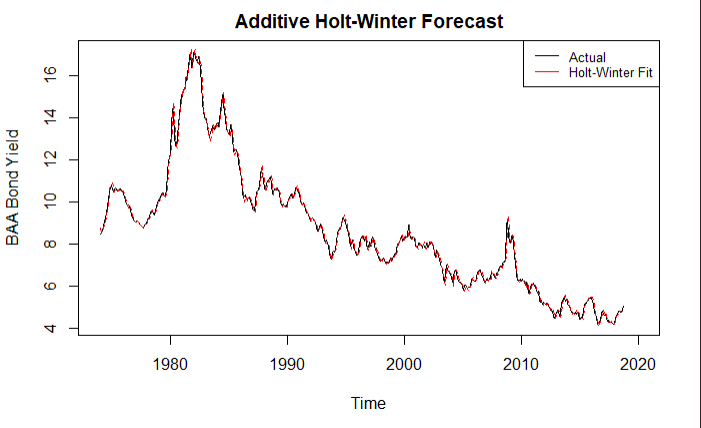 Additive Holt-Winter Forecast
Actual
Holt-Winter Fit
BAA Bond Yield
16
14
12
10
8
6
4
1980 1990 2000 2010 2020
Time